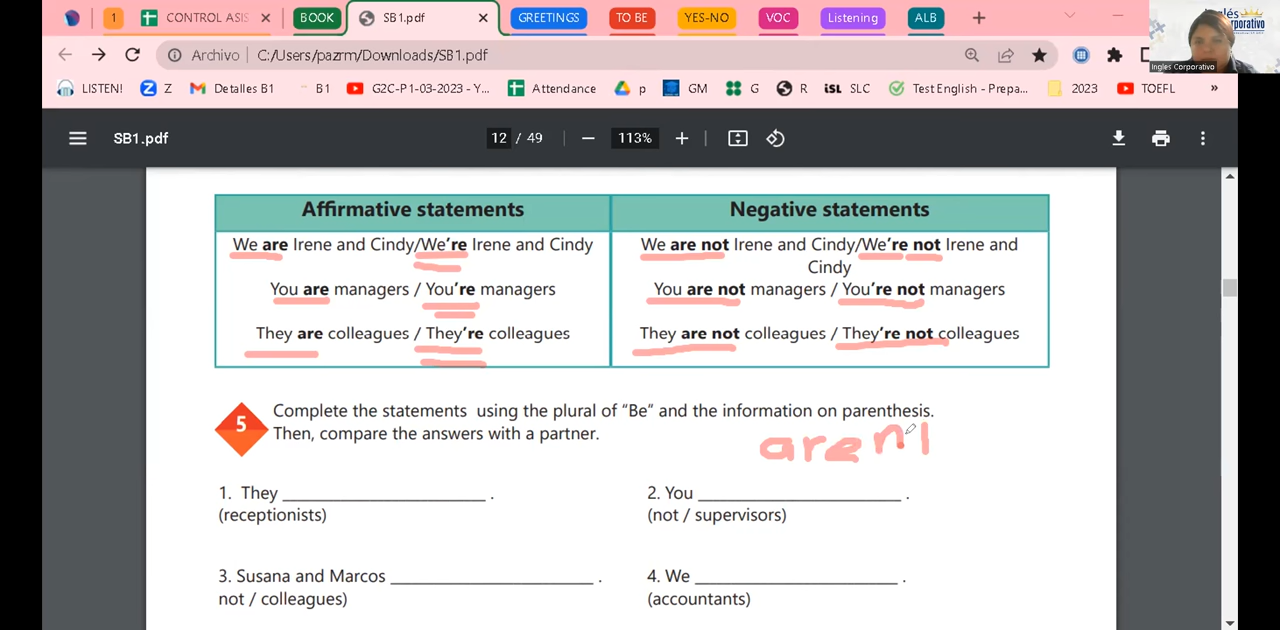 1 CONTROL ASIS BOOK SB1.pdf GREETINGS TO BE YES-NO VOC Listening ALB
Archivo C:/Users/pazrm/Downloads/SB1.pdf
Ingles Corporativo
LISTEN! Z Detalles B1 B1 G2C-P1-03-2023 - Y... Attendance p GM G R iSL SLC Test English - Prepa... 2023 TOEFL »
SB1.pdf 12 / 49 113%
Affirmative statements Negative statements
We are Irene and Cindy/We're Irene and Cindy We are not Irene and Cindy/We're not Irene and
Cindy
You are managers / You're managers You are not managers / You're not managers
They are colleagues / They're colleagues They are not colleagues / They're not colleagues
5 Complete the statements using the plural of "Be" and the information on parenthesis.
Then, compare the answers with a partner.
1. They ____________________ . 2. You ____________________ .
(receptionists) (not / supervisors)
3. Susana and Marcos ____________________ . 4. We ____________________ .
not / colleagues) (accountants)